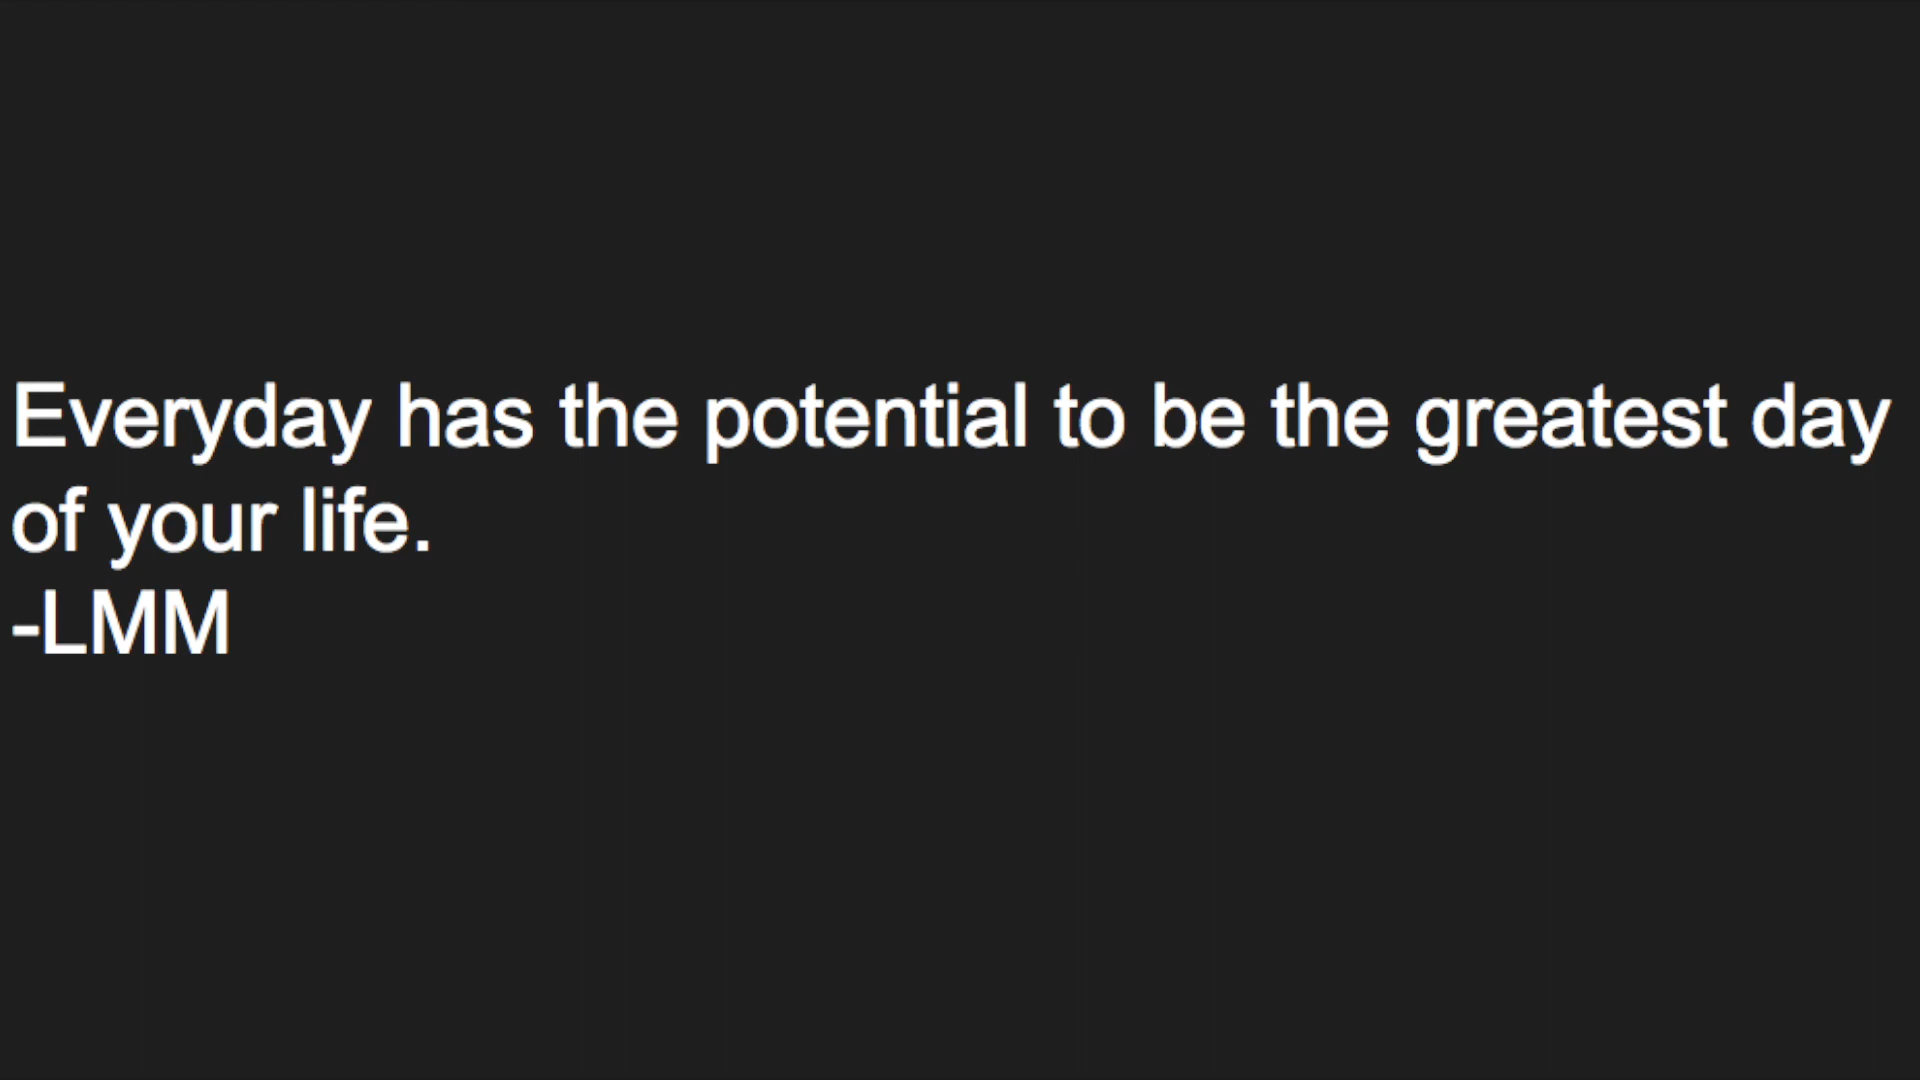 Everyday has the potential to be the greatest day
of your life.
-LMM